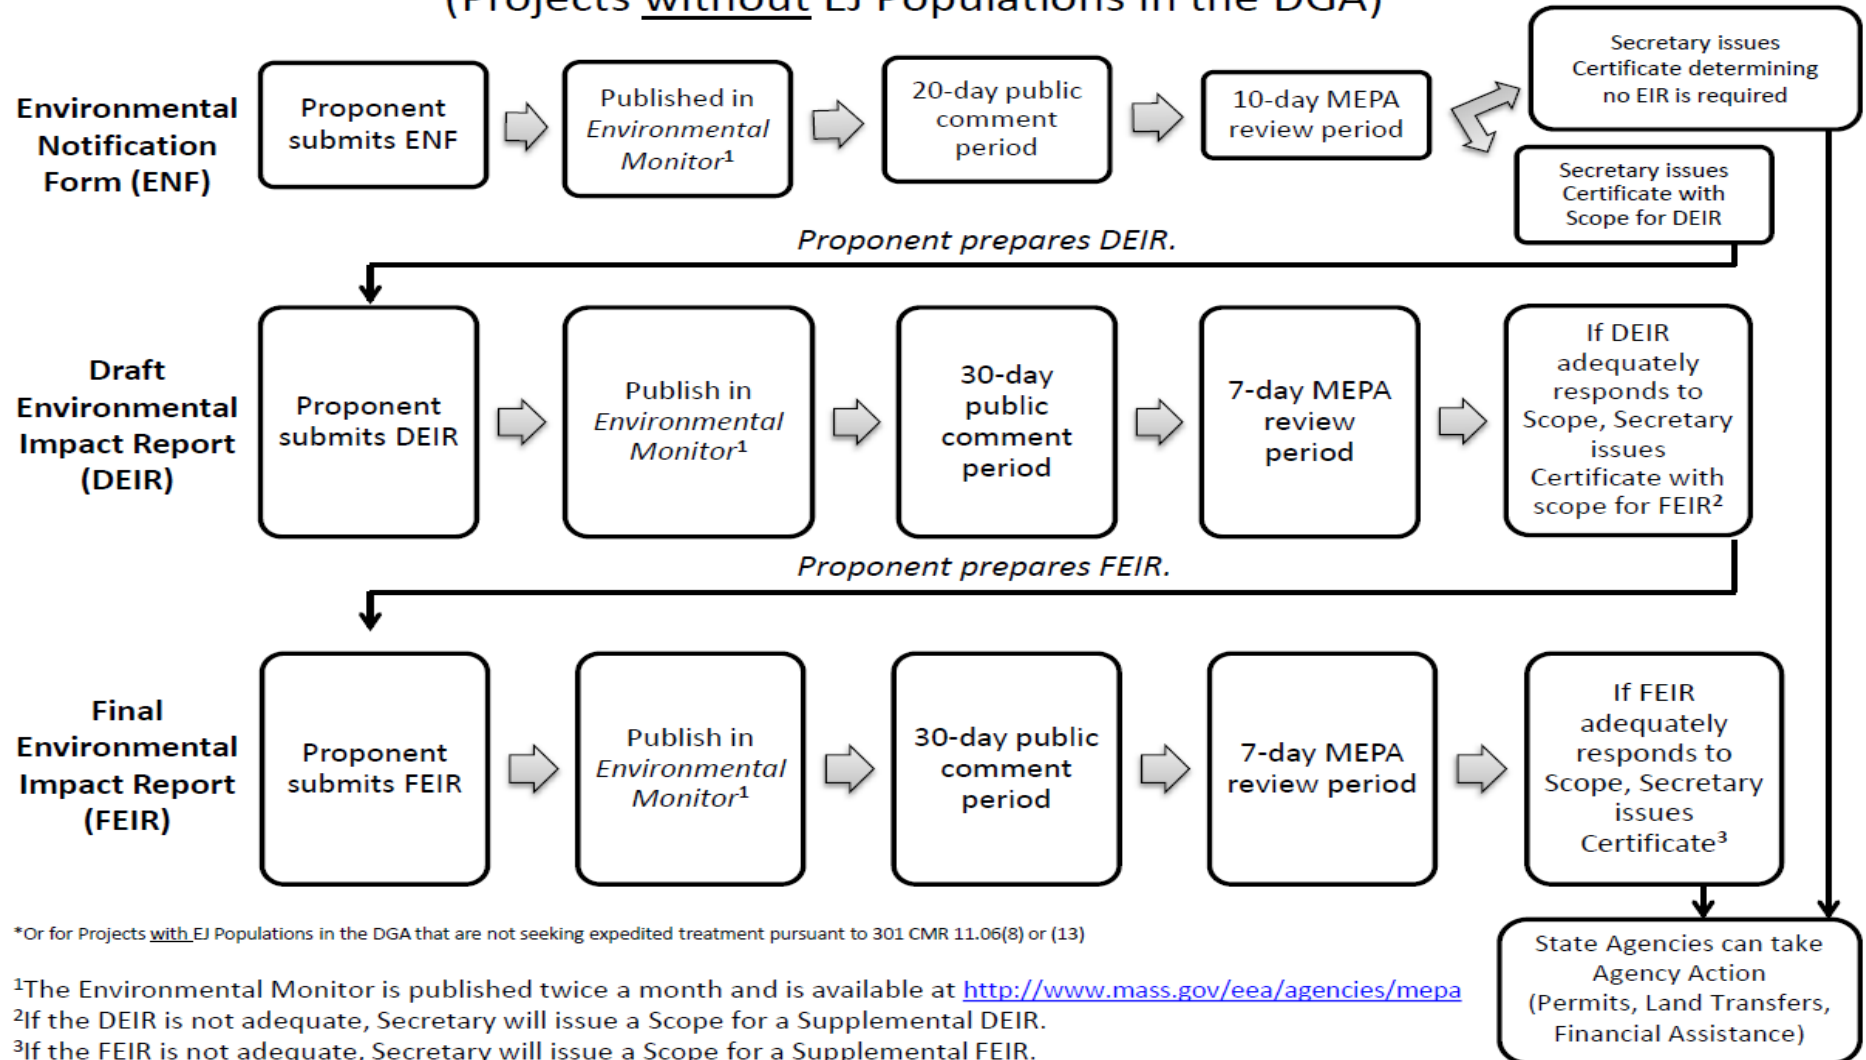 (Projects without EJ Populations in the DGA)
Environmental
Notification
Form (ENF)
Proponent
submits ENF
Published in
Environmental
Monitor¹
20-day public
comment
period
10-day MEPA
review period
Secretary issues
Certificate determining
no EIR is required
Secretary issues
Certificate with
Scope for DEIR
Proponent prepares DEIR.
Draft
Environmental
Impact Report
(DEIR)
Proponent
submits DEIR
Publish in
Environmental
Monitor¹
30-day
public
comment
period
7-day MEPA
review
period
If DEIR
adequately
responds to
Scope, Secretary
issues
Certificate with
scope for FEIR²
Proponent prepares FEIR.
Final
Environmental
Impact Report
(FEIR)
Proponent
submits FEIR
Publish in
Environmental
Monitor¹
30-day public
comment
period
7-day MEPA
review period
If FEIR
adequately
responds to
Scope, Secretary
issues
Certificate³
State Agencies can take
Agency Action
(Permits, Land Transfers,
Financial Assistance)
*Or for Projects with EJ Populations in the DGA that are not seeking expedited treatment pursuant to 301 CMR 11.06(8) or (13)
¹The Environmental Monitor is published twice a month and is available at http://www.mass.gov/eea/agencies/mepa
²If the DEIR is not adequate, Secretary will issue a Scope for a Supplemental DEIR.
³If the FEIR is not adequate, Secretary will issue a Scope for a Supplemental FEIR.